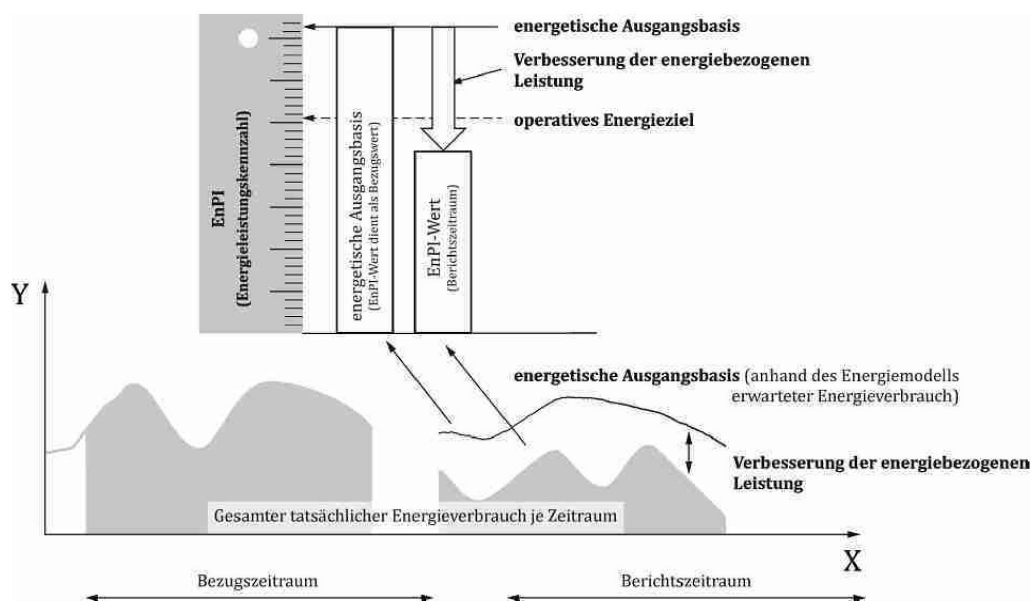 energetische Ausgangsbasis
Verbesserung der energiebezogenen
Leistung
operatives Energieziel
EnPI
(Energieleistungskennzahl)
energetische Ausgangsbasis
(EnPI-Wert dient als Bezugswert)
EnPI-Wert
(Berichtszeitraum)
Y
energetische Ausgangsbasis (anhand des Energiemodells
erwarteter Energieverbrauch)
Verbesserung der energiebezogenen
Leistung
Gesamter tatsächlicher Energieverbrauch je Zeitraum
X
Bezugszeitraum
Berichtszeitraum